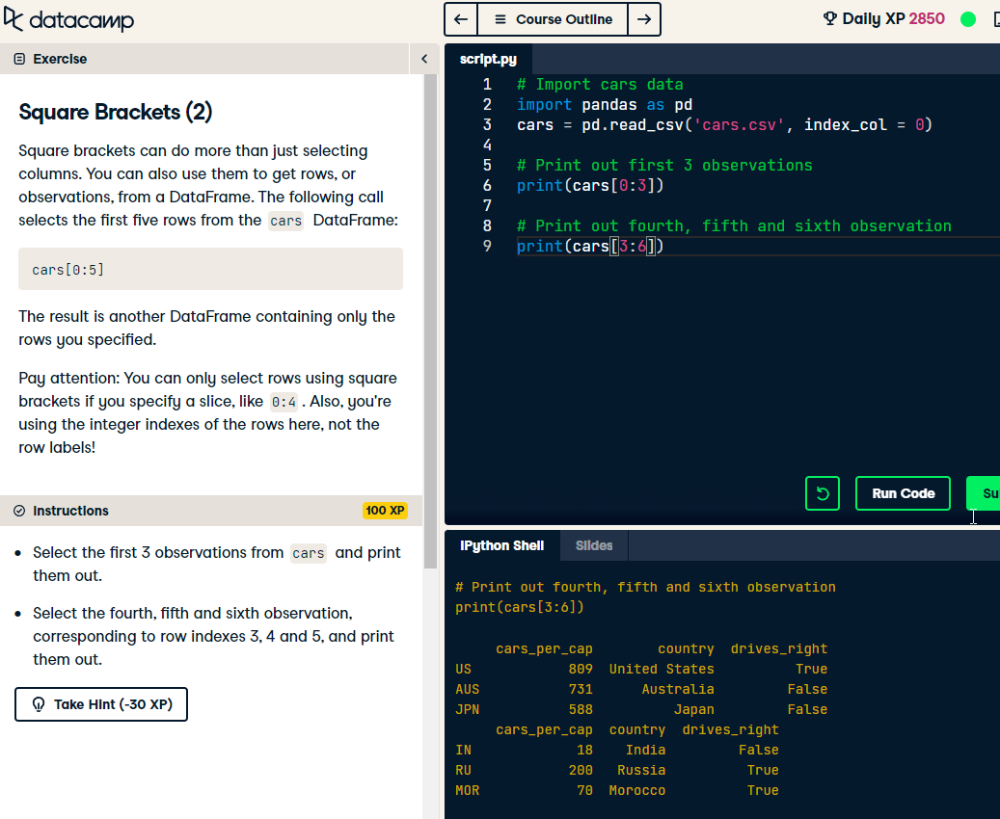 datacamp
Course Outline
Daily XP 2850
Exercise
Square Brackets (2)
Square brackets can do more than just selecting
columns. You can also use them to get rows, or
observations, from a DataFrame. The following call
selects the first five rows from the cars DataFrame:
cars[0:5]
The result is another DataFrame containing only the
rows you specified.
Pay attention: You can only select rows using square
brackets if you specify a slice, like 0:4 . Also, you're
using the integer indexes of the rows here, not the
row labels!
Instructions
100 XP
Select the first 3 observations from cars and print
them out.
Select the fourth, fifth and sixth observation,
corresponding to row indexes 3, 4 and 5, and print
them out.
Take Hint (-30 XP)
script.py
1 # Import cars data
2 import pandas as pd
3 cars = pd.read_csv('cars.csv', index_col = 0)
4
5 # Print out first 3 observations
6 print(cars[0:3])
7
8 # Print out fourth, fifth and sixth observation
9 print(cars[3:6])
Run Code
Su
IPython Shell
Slides
# Print out fourth, fifth and sixth observation
print(cars[3:6])
cars_per_cap country drives_right
US 809 United States True
AUS 731 Australia False
JPN 588 Japan False
cars_per_cap country drives_right
IN 18 India False
RU 200 Russia True
MOR 70 Morocco True